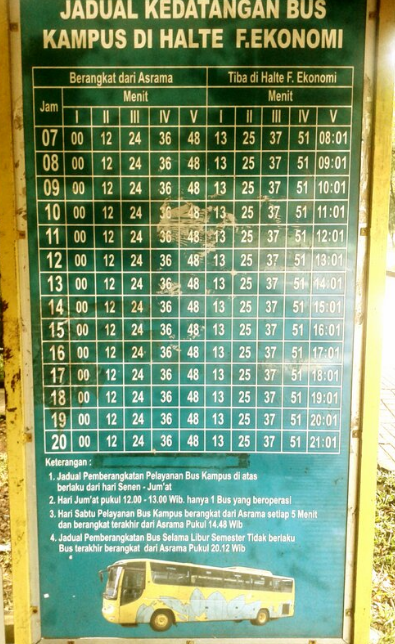 JADUAL KEDATANGAN BUS
KAMPUS DI HALTE F.EKONOMI
Berangkat dari Asrama Tiba di Halte F. Ekonomi
Jam Menit Menit
I II III IV V I II III IV V
07 00 12 24 36 48 13 25 37 51 08:01
08 00 12 24 36 48 13 25 37 51 09:01
09 00 12 24 36 48 13 25 37 51 10:01
10 00 12 24 36 48 13 25 37 51 11:01
11 00 12 24 36 48 13 25 37 51 12:01
12 00 12 24 36 48 13 25 37 51 13:01
13 00 12 24 36 48 13 25 37 51 14:01
14 00 12 24 36 48 13 25 37 51 15:01
15 00 12 24 36 48 13 25 37 51 16:01
16 00 12 24 36 48 13 25 37 51 17:01
17 00 12 24 36 48 13 25 37 51 18:01
18 00 12 24 36 48 13 25 37 51 19:01
19 00 12 24 36 48 13 25 37 51 20:01
20 00 12 24 36 48 13 25 37 51 21:01
Keterangan :
1. Jadual Pemberangkatan Pelayanan Bus Kampus di atas
berlaku dari hari Senen - Jum'at
2. Hari Jum'at pukul 12.00 - 13.00 Wib. hanya 1 Bus yang beroperasi
3. Hari Sabtu Pelayanan Bus Kampus berangkat dari Asrama setiap 5 Menit
dan berangkat terakhir dari Asrama Pukul 14.48 Wib
4. Jadual Pemberangkatan Bus Selama Libur Semester Tidak berlaku
Bus terakhir berangkat dari Asrama Pukul 20.12 Wib